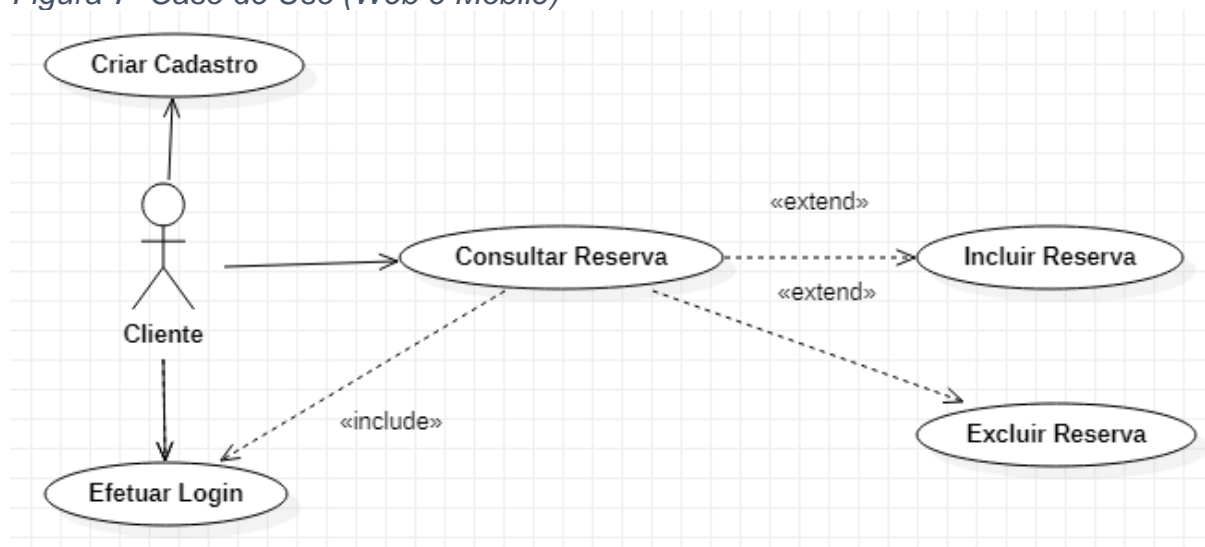 Figura 7- Caso de Uso (Web e Mobile)
Criar Cadastro
«extend»
Consultar Reserva
Incluir Reserva
«extend»
Cliente
«include»
Excluir Reserva
Efetuar Login